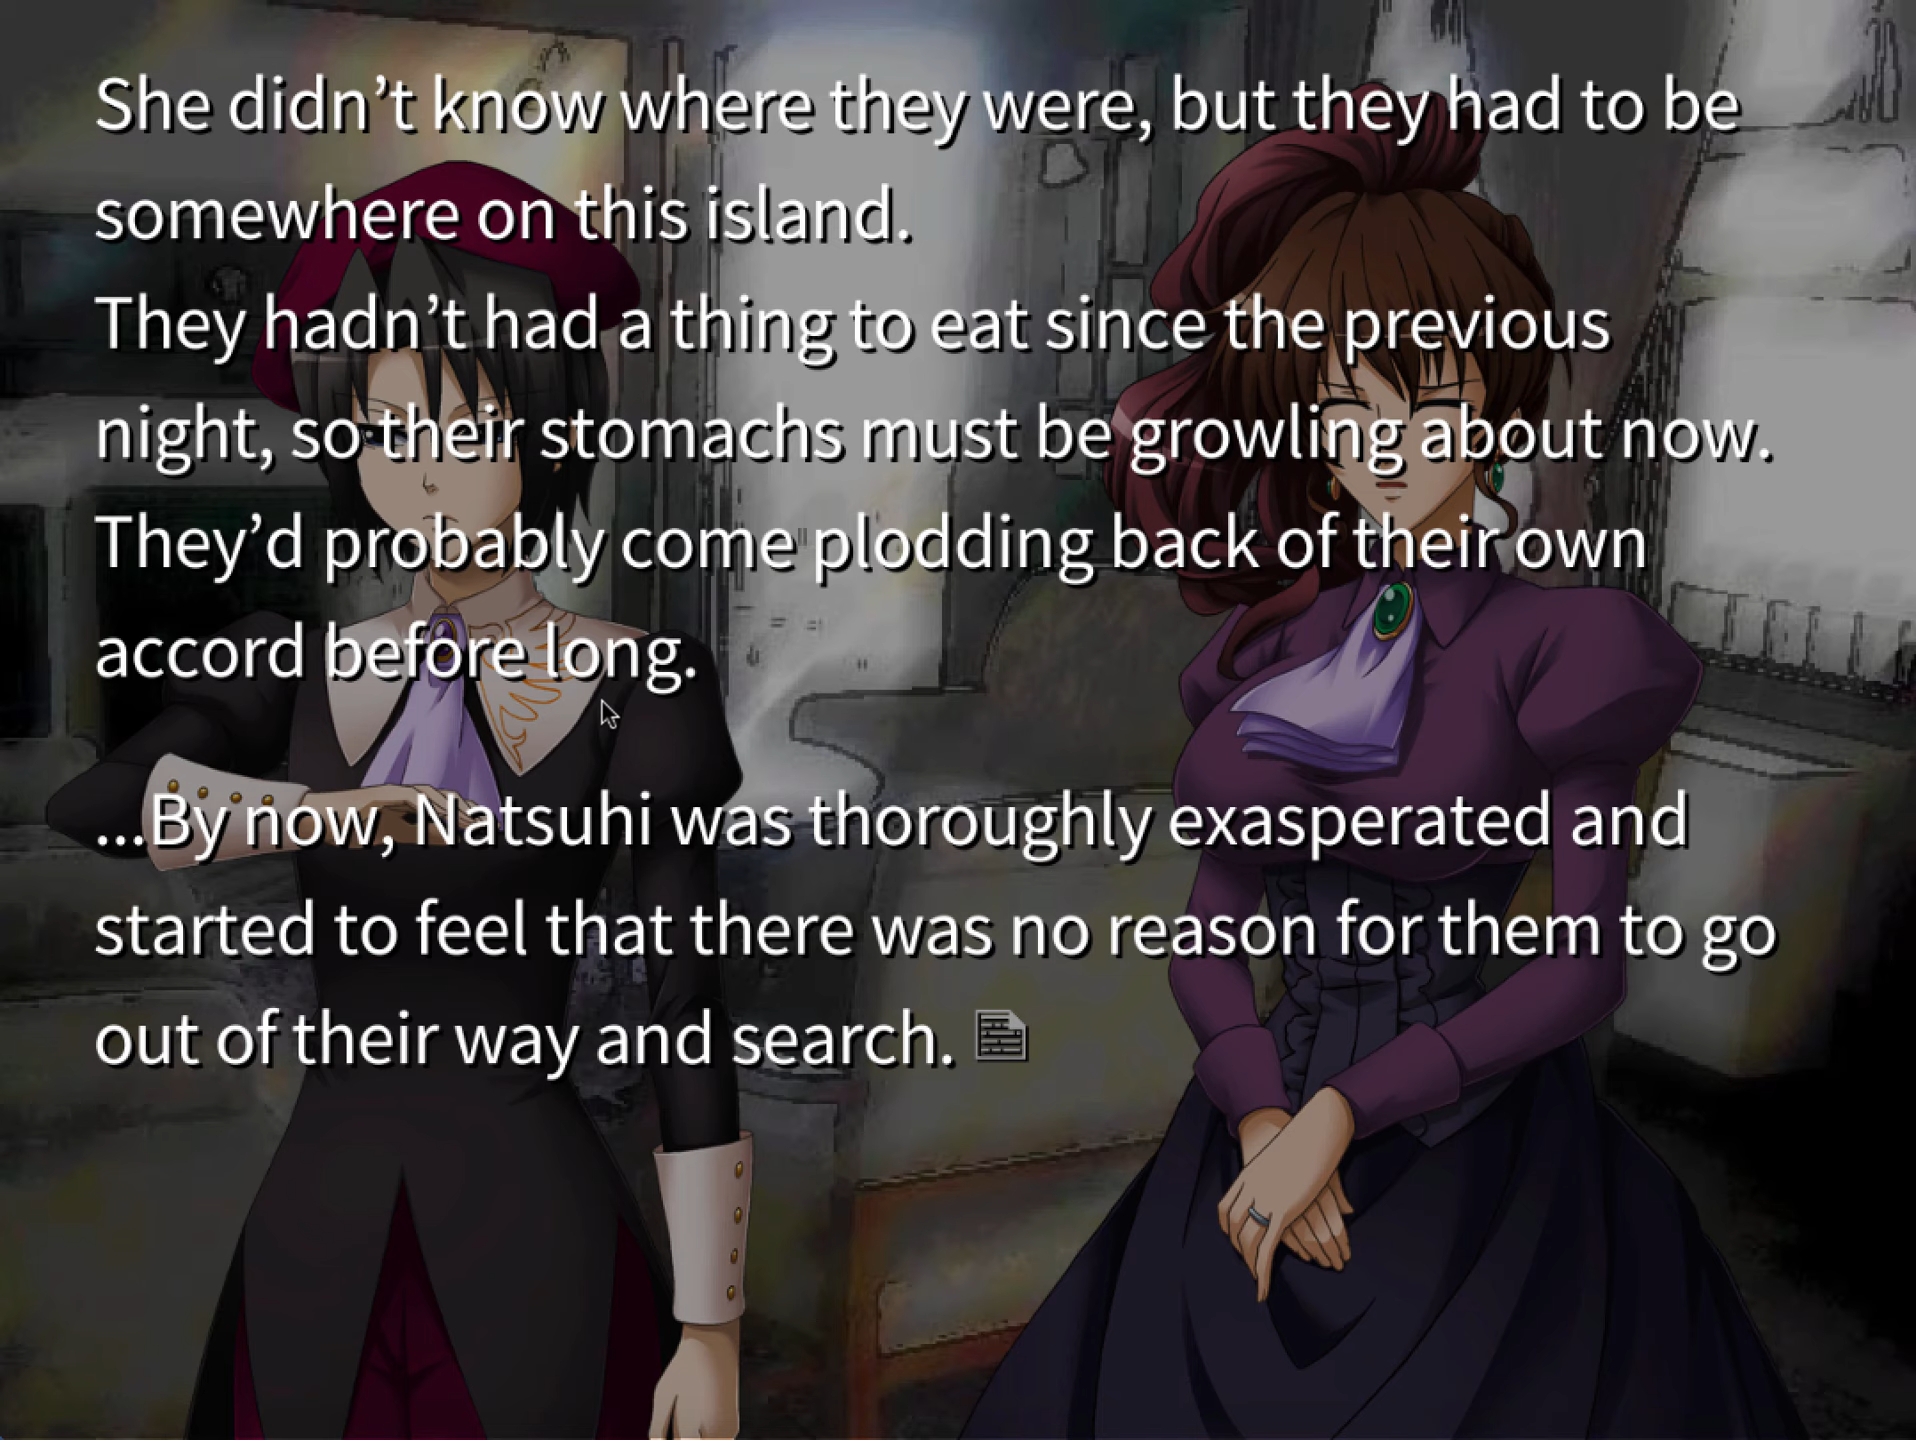 She didn’t know where they were, but they had to be
somewhere on this island.
They hadn’t had a thing to eat since the previous
night, so their stomachs must be growling about now.
They’d probably come plodding back of their own
accord before long.
...By now, Natsuhi was thoroughly exasperated and
started to feel that there was no reason for them to go
out of their way and search.